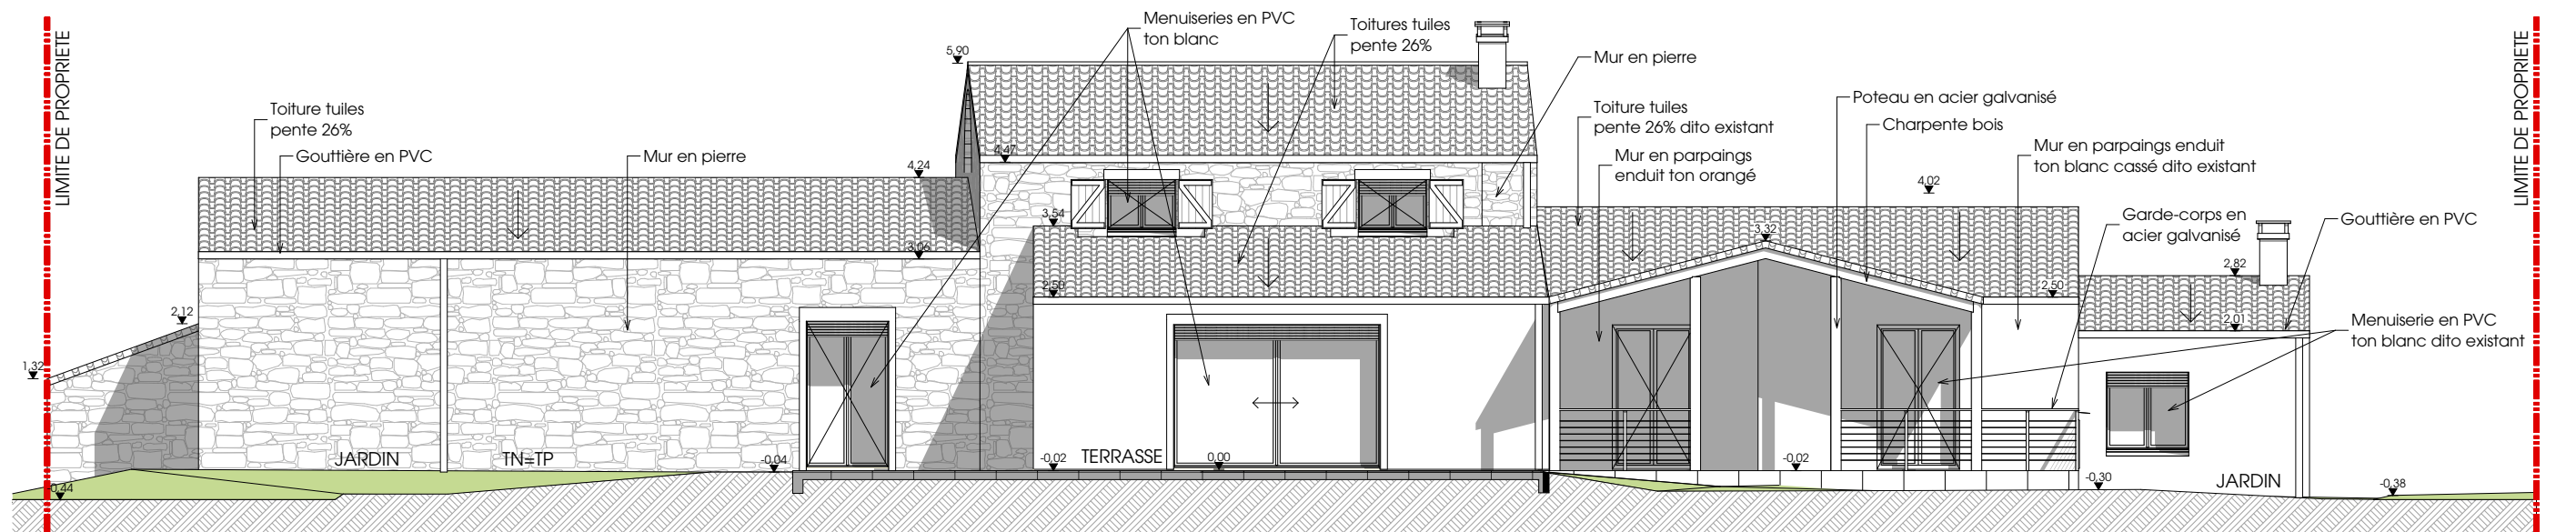 LIMITE DE PROPRIETE
Toiture tuiles
pente 26%
Gouttière en PVC
Mur en pierre
Menuiseries en PVC
ton blanc
Toitures tuiles
pente 26%
Mur en pierre
Toiture tuiles
pente 26% dito existant
Mur en parpaings
enduit ton orangé
Poteau en acier galvanisé
Charpente bois
Mur en parpaings enduit
ton blanc cassé dito existant
Garde-corps en
acier galvanisé
Gouttière en PVC
Menuiserie en PVC
ton blanc dito existant
LIMITE DE PROPRIETE
5,90
4,47
4,24
4,02
3,54
3,32
3,06
2,82
2,50
2,50
2,12
2,01
1,32
JARDIN
TN=TP
-0,04
-0,02
TERRASSE
0,00
-0,02
-0,30
JARDIN
-0,38
-0,44